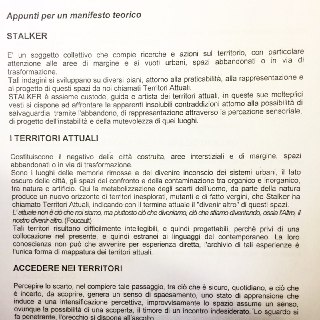 Appunti per un manifesto teorico
STALKER
E' un soggetto collettivo che compie ricerche e azioni sul territorio, con particolare
attenzione alle aree di margine e ai vuoti urbani, spazi abbandonati o in via di
trasformazione.
Tali indagini si sviluppano su diversi piani, attorno alla praticabilità, alla rappresentazione e
al progetto di questi spazi da noi chiamati Territori Attuali.
STALKER è assieme custode, guida e artista dei territori attuali, in queste sue molteplici
vesti si dispone ad affrontare le apparenti insolubili contraddizioni attorno alla possibilità di
salvaguardia tramite l'abbandono, di rappresentazione attraverso la percezione sensoriale,
di progetto dell'instabilità e della mutevolezza di quei luoghi.
I TERRITORI ATTUALI
Costituiscono il negativo della città costruita, aree interstiziali e di margine, spazi
abbandonati o in via di trasformazione.
Sono i luoghi delle memorie rimosse e del divenire inconscio dei sistemi urbani, il lato
oscuro delle città, gli spazi del confronto e della contaminazione tra organico e inorganico,
tra natura e artificio. Qui la metabolizzazione degli scarti dell'uomo, da parte della natura
produce un nuovo orizzonte di territori inesplorati, mutanti e di fatto vergini, che Stalker ha
chiamato Territori Attuali, indicando con il termine attuale il "divenir altro" di questi spazi.
L'attuale non è ciò che noi siamo, ma piuttosto ciò che diveniamo, ciò che stiamo diventando, ossia l'Altro, il
nostro divenir altro. (Foucault).
Tali territori risultano difficilmente intelligibili, e quindi progettabili, perché privi di una
collocazione nel presente, e quindi estranei ai linguaggi del contemporaneo. La loro
conoscenza non può che avvenire per esperienza diretta, l'archivio di tali esperienze è
l'unica forma di mappatura dei territori attuali.
ACCEDERE NEI TERRITORI
Percepire lo scarto, nel compiere tale passaggio, tra ciò che è sicuro, quotidiano, e ciò che
è incerto, da scoprire, genera un senso di spaesamento, uno stato di apprensione che
induce a una intensificazione percettiva, improvvisamente lo spazio assume un senso,
ovunque la possibilità di una scoperta, il timore di un incontro indesiderato. Lo sguardo si
fa penetrante, l'orecchio si dispone all'ascolto